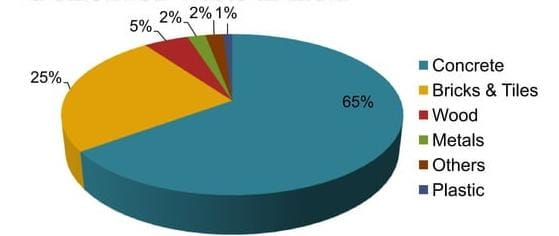 2%
2%
1%
5%
25%
65%
Concrete
Bricks & Tiles
Wood
Metals
Others
Plastic